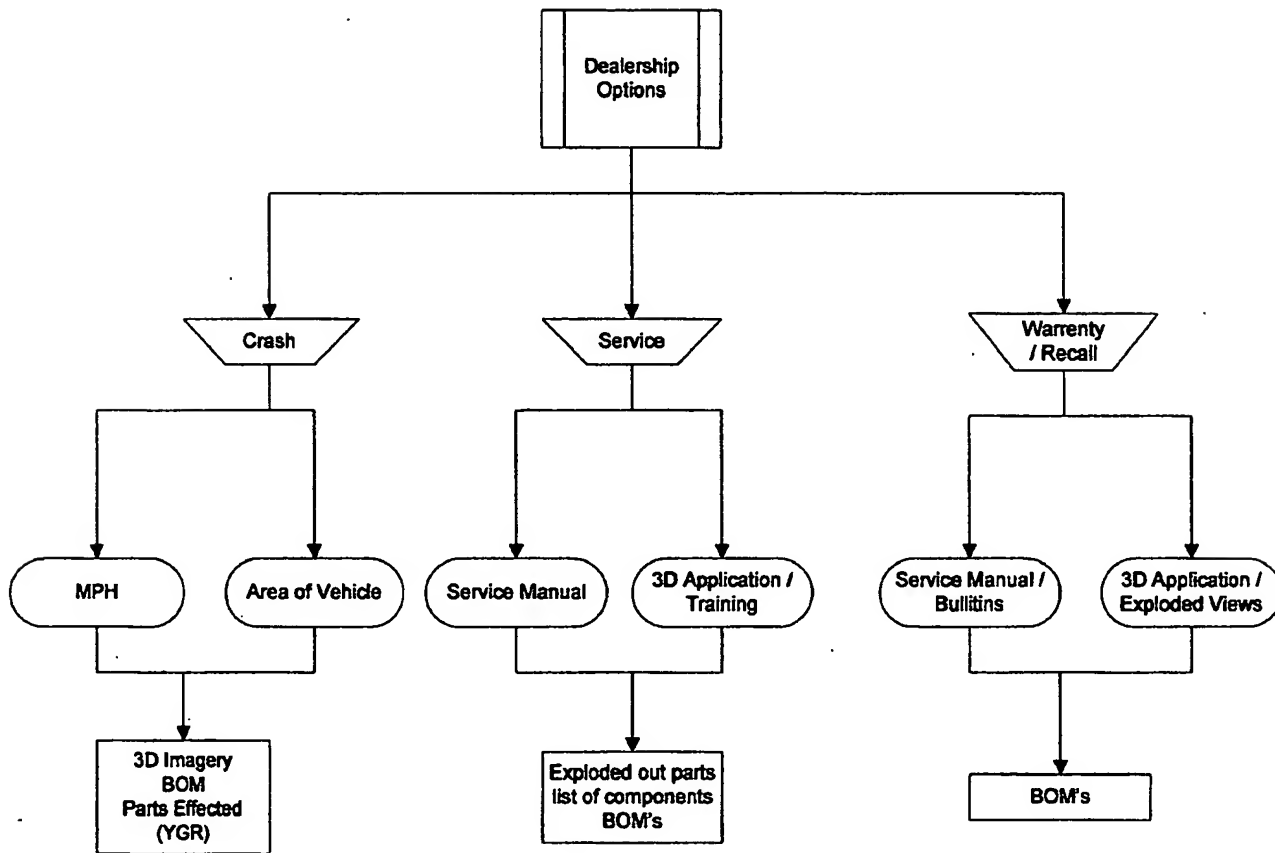 Dealership
Options
Crash
Service
Warrenty
/ Recall
MPH
Area of Vehicle
Service Manual
3D Application /
Training
Service Manual /
Bullitins
3D Application /
Exploded Views
3D Imagery
BOM
Parts Effected
(YGR)
Exploded out parts
list of components
BOM's
BOM's